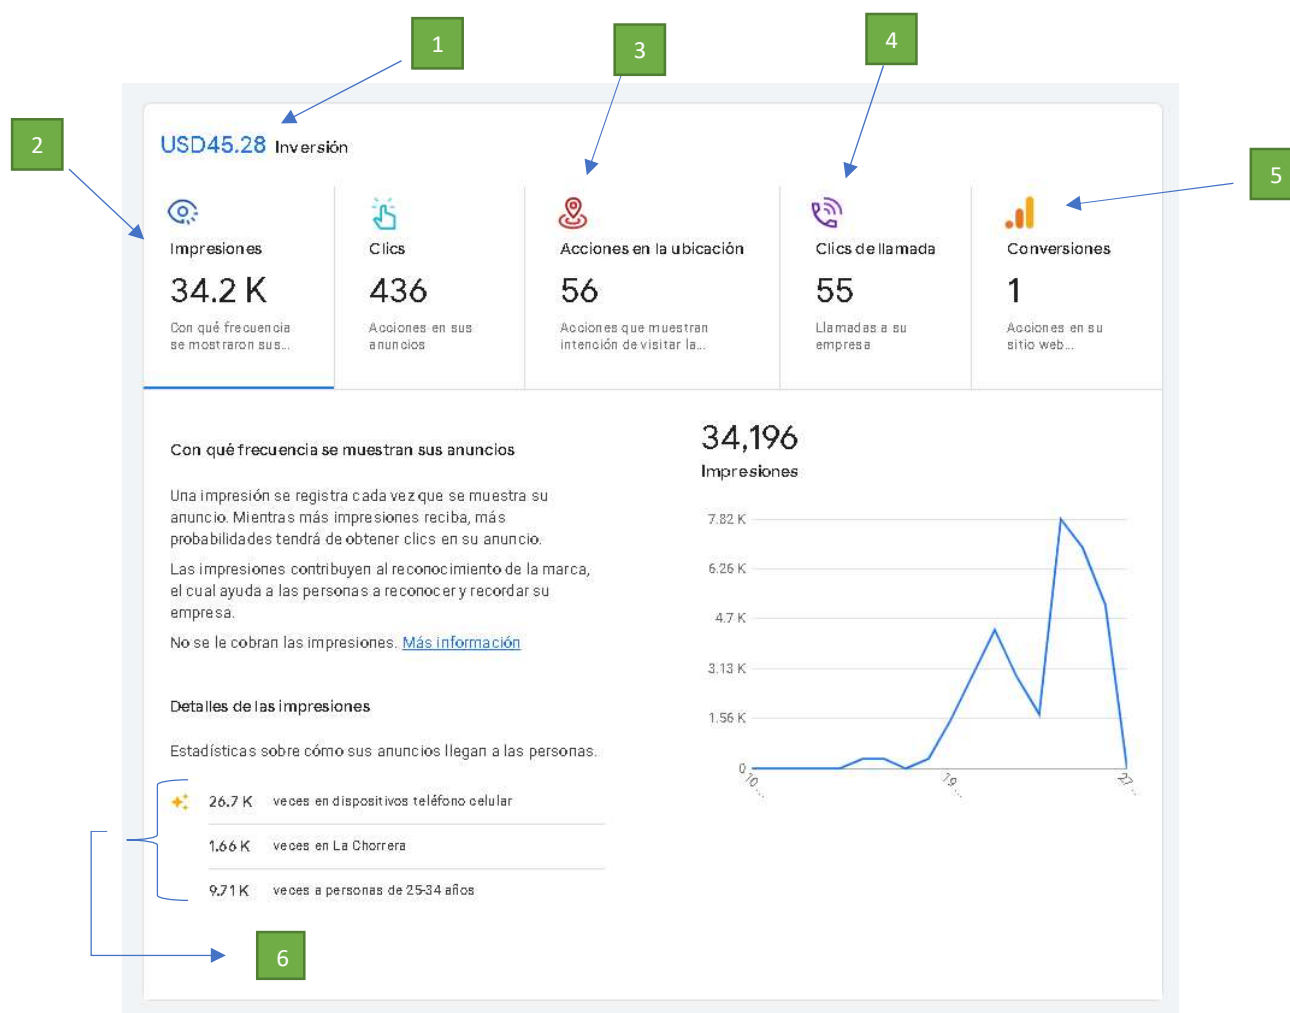 1
3
4
2
5
USD45.28 Inversión
Impresiones
34.2 K
Con qué frecuencia
se mostraron sus...
Clics
436
Acciones en sus
anuncios
Acciones en la ubicación
56
Acciones que muestran
intención de visitar la...
Clics de llamada
55
Llamadas a su
empresa
Conversiones
1
Acciones en su
sitio web...
Con qué frecuencia se muestran sus anuncios
Una impresión se registra cada vez que se muestra su
anuncio. Mientras más impresiones reciba, más
probabilidades tendrá de obtener clics en su anuncio.
Las impresiones contribuyen al reconocimiento de la marca,
el cual ayuda a las personas a reconocer y recordar su
empresa.
No se le cobran las impresiones. Más información
Detalles de las impresiones
Estadísticas sobre cómo sus anuncios llegan a las personas.
26.7 K veces en dispositivos teléfono celular
1.66 K veces en La Chorrera
9.71 K veces a personas de 25-34 años
6
34,196
Impresiones
7.82 K
6.26 K
4.7 K
3.13 K
1.56 K
0
10...
19...
27...